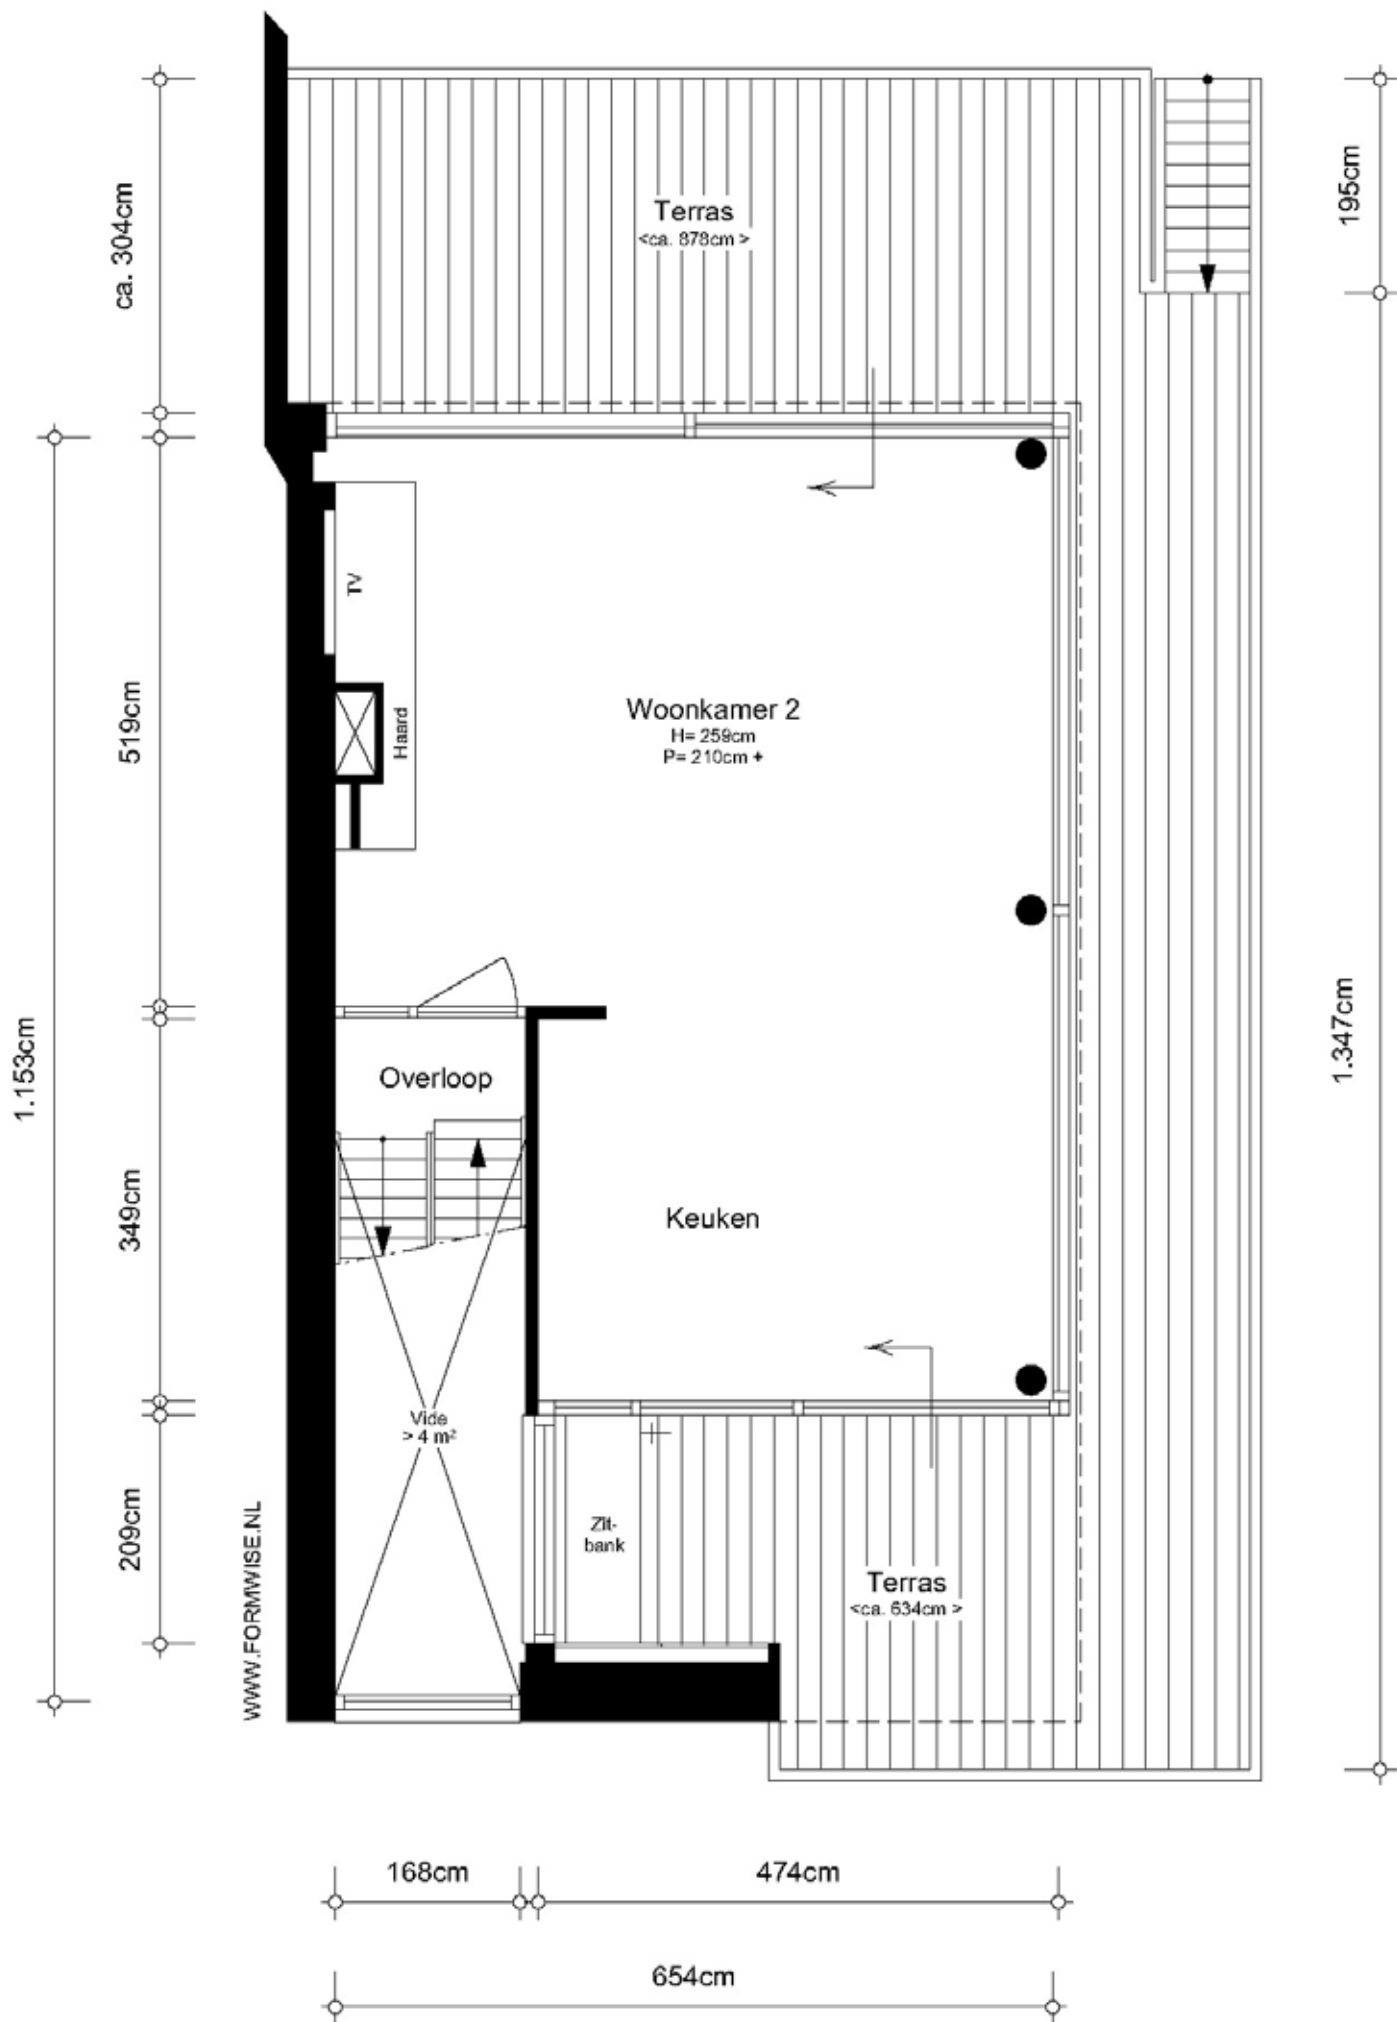 ca. 304cm
195cm
Terras
<ca. 878cm >
TV
Haard
519cm
Woonkamer 2
H= 259cm
P= 210cm +
1.153cm
1.347cm
Overloop
349cm
Keuken
Vide
> 4 m²
209cm
Zit-
bank
Terras
<ca. 634cm >
WWW.FORMWISE.NL
168cm
474cm
654cm